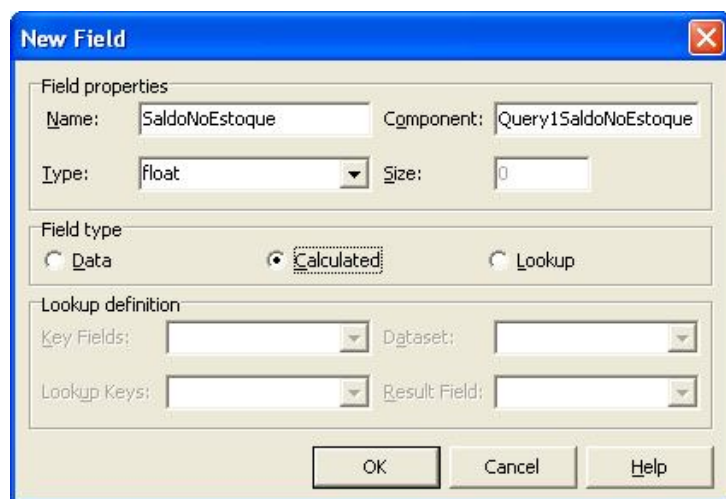 New Field
Field properties
Name: SaldoNoEstoque Component: Query1SaldoNoEstoque
Type: float Size: 0
Field type
Data Calculated Lookup
Lookup definition
Key Fields: Dataset:
Lookup Keys: Result Field:
OK Cancel Help